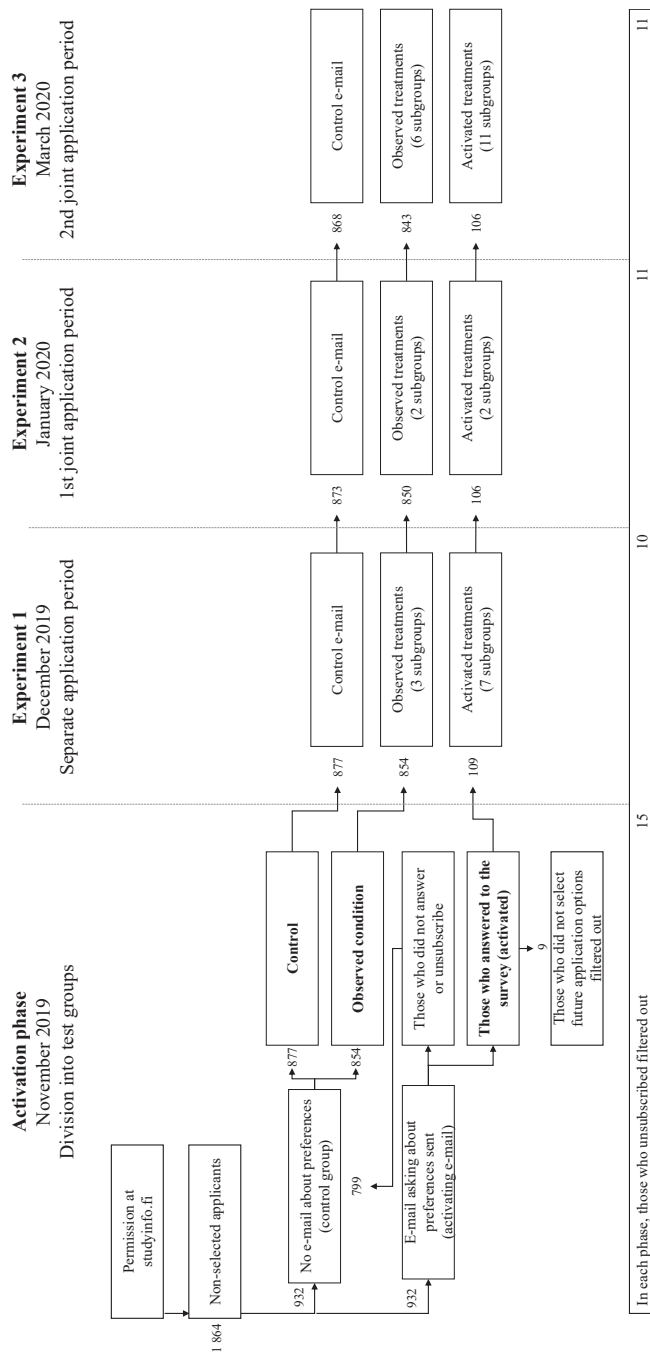 Activation phase
November 2019
Division into test groups
Experiment 1
December 2019
Separate application period
Experiment 2
January 2020
1st joint application period
Experiment 3
March 2020
2nd joint application period
Permission at
studyinfo.fi
1 864
Non-selected applicants
932
No e-mail about preferences
(control group)
877
Control
854
Observed condition
799
932
E-mail asking about
preferences sent
(activating e-mail)
Those who did not answer
or unsubscribe
Those who answered to the
survey (activated)
9
Those who did not select
future application options
filtered out
877
Control e-mail
854
Observed treatments
(3 subgroups)
109
Activated treatments
(7 subgroups)
873
Control e-mail
850
Observed treatments
(2 subgroups)
106
Activated treatments
(2 subgroups)
868
Control e-mail
843
Observed treatments
(6 subgroups)
106
Activated treatments
(11 subgroups)
In each phase, those who unsubscribed filtered out
15
10
11
11